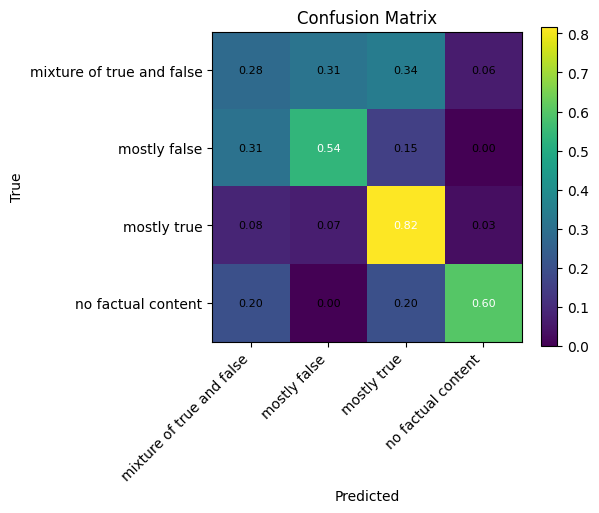 Confusion Matrix
True
mixture of true and false 0.28 0.31 0.34 0.06
mostly false 0.31 0.54 0.15 0.00
mostly true 0.08 0.07 0.82 0.03
no factual content 0.20 0.00 0.20 0.60
mixture of true and false
mostly false
mostly true
no factual content
Predicted
0.8
0.7
0.6
0.5
0.4
0.3
0.2
0.1
0.0